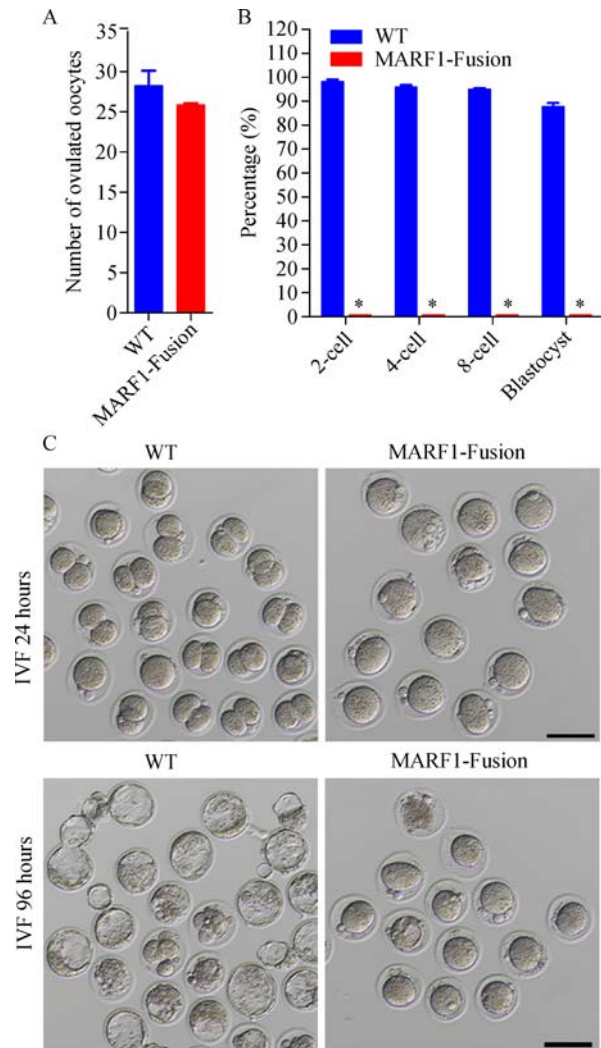 A
Number of ovulated oocytes
35
30
25
20
15
10
5
0
WT
MARF1-Fusion
B
WT
MARF1-Fusion
Percentage (%)
120
110
100
90
80
70
60
50
40
30
20
10
0
* * * *
2-cell
4-cell
8-cell
Blastocyst
C
WT MARF1-Fusion
IVF 24 hours
WT MARF1-Fusion
IVF 96 hours